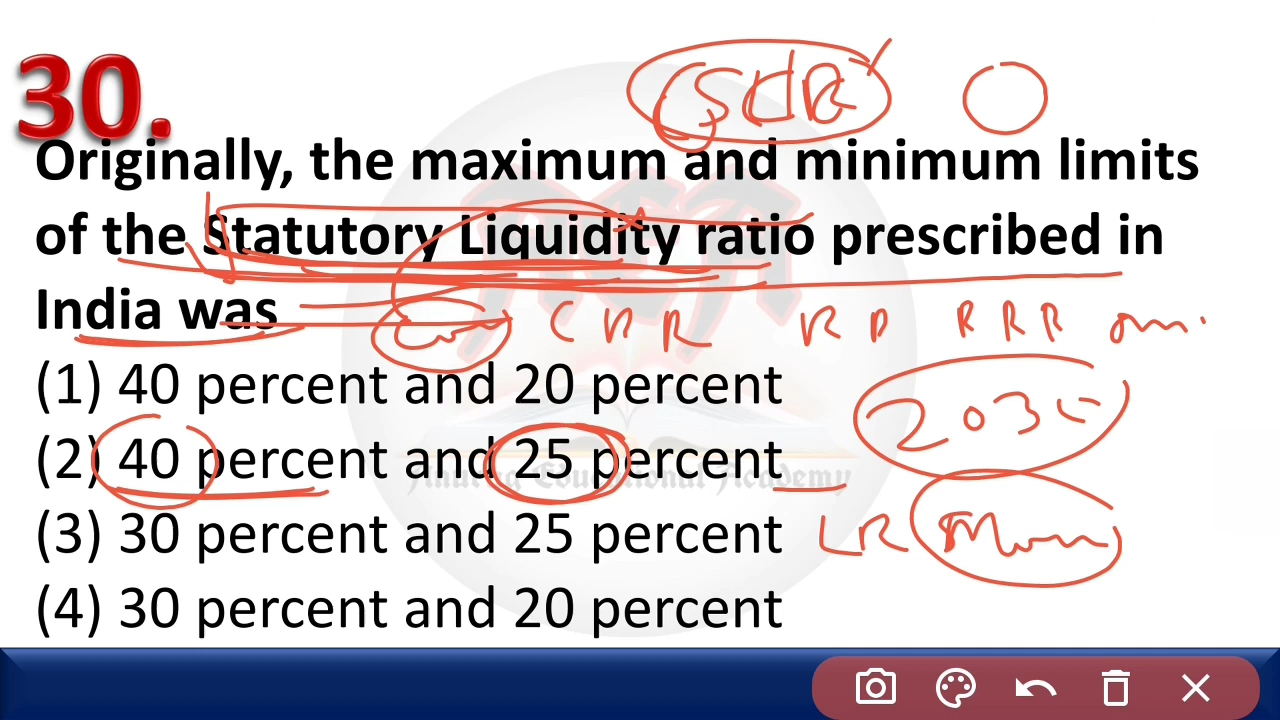 30.
Originally, the maximum and minimum limits
of the Statutory Liquidity ratio prescribed in
India was
CRR RR RRR
(1) 40 percent and 20 percent
(2) 40 percent and 25 percent
Educational Academy
(3) 30 percent and 25 percent LR
(4) 30 percent and 20 percent